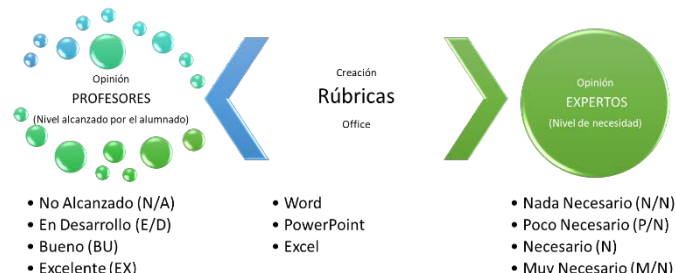 Opinión
PROFESORES
(Nivel alcanzado por el alumnado)
Creación
Rúbricas
Office
Opinión
EXPERTOS
(Nivel de necesidad)
• No Alcanzado (N/A)
• En Desarrollo (E/D)
• Bueno (BU)
• Excelente (EX)
• Word
• PowerPoint
• Excel
• Nada Necesario (N/N)
• Poco Necesario (P/N)
• Necesario (N)
• Muy Necesario (M/N)